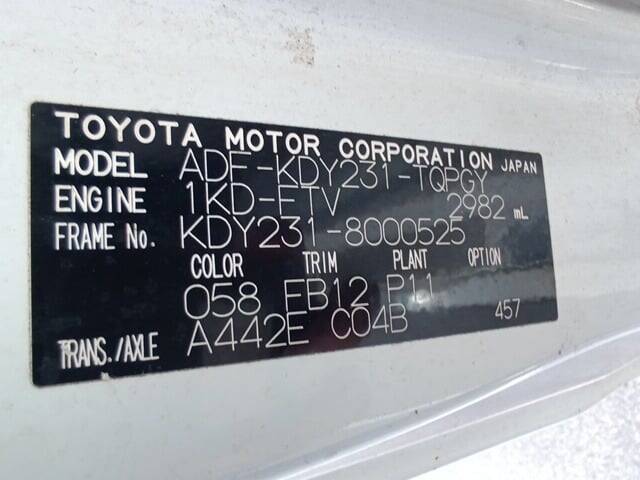 TOYOTA MOTOR CORPORATION JAPAN
MODEL ADF-KDY231-TQPGY
ENGINE 1KD-FTV 2982 mL
FRAME No. KDY231-8000525
COLOR TRIM PLANT OPTION
058 FB12 P11
TRANS./AXLE A442E C04B 457